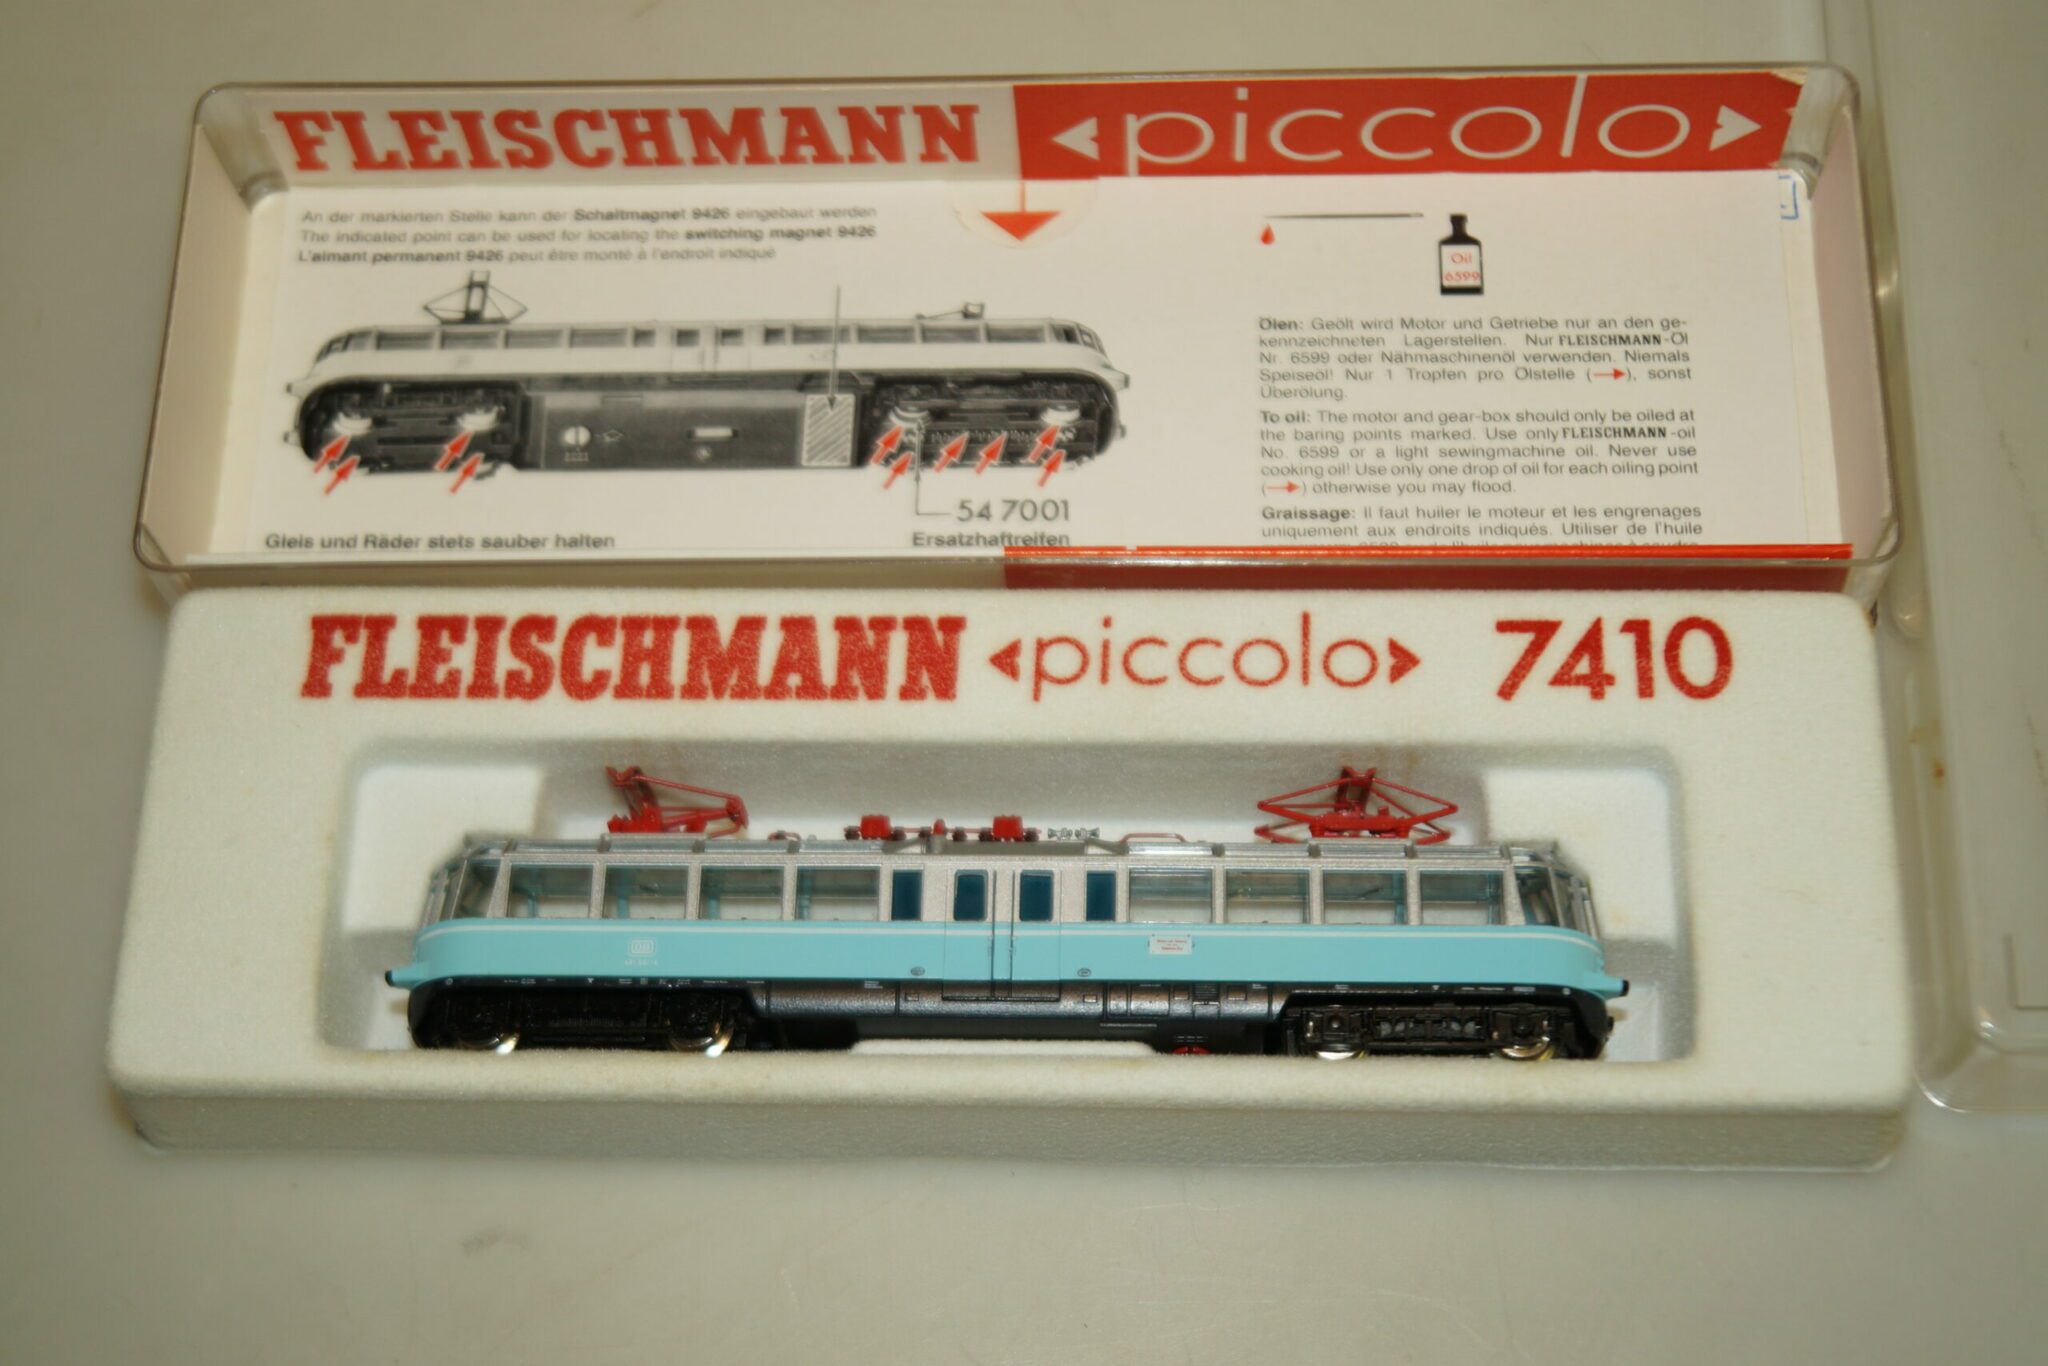 FLEISCHMANN <piccolo>
An der markierten Stelle kann der Schaltmagnet 9426 eingebaut werden
The indicated point can be used for locating the switching magnet 9426
L'aimant permanent 9426 peut être monté à l'endroit indiqué
54 7001
Gleis und Räder stets sauber halten
Ersatzhaftreifen
Oil
6599
Ölen: Geölt wird Motor und Getriebe nur an den ge-
kennzeichneten Lagerstellen. Nur FLEISCHMANN-Öl
Nr. 6599 oder Nähmaschinenöl verwenden. Niemals
Speiseöl! Nur 1 Tropfen pro Ölstelle (→), sonst
Überölung.
To oil: The motor and gear-box should only be oiled at
the baring points marked. Use only FLEISCHMANN-oil
No. 6599 or a light sewingmachine oil. Never use
cooking oil! Use only one drop of oil for each oiling point
(→) otherwise you may flood.
Graissage: Il faut huiler le moteur et les engrenages
uniquement aux endroits indiqués. Utiliser de l'huile
FLEISCHMANN <piccolo> 7410
DB